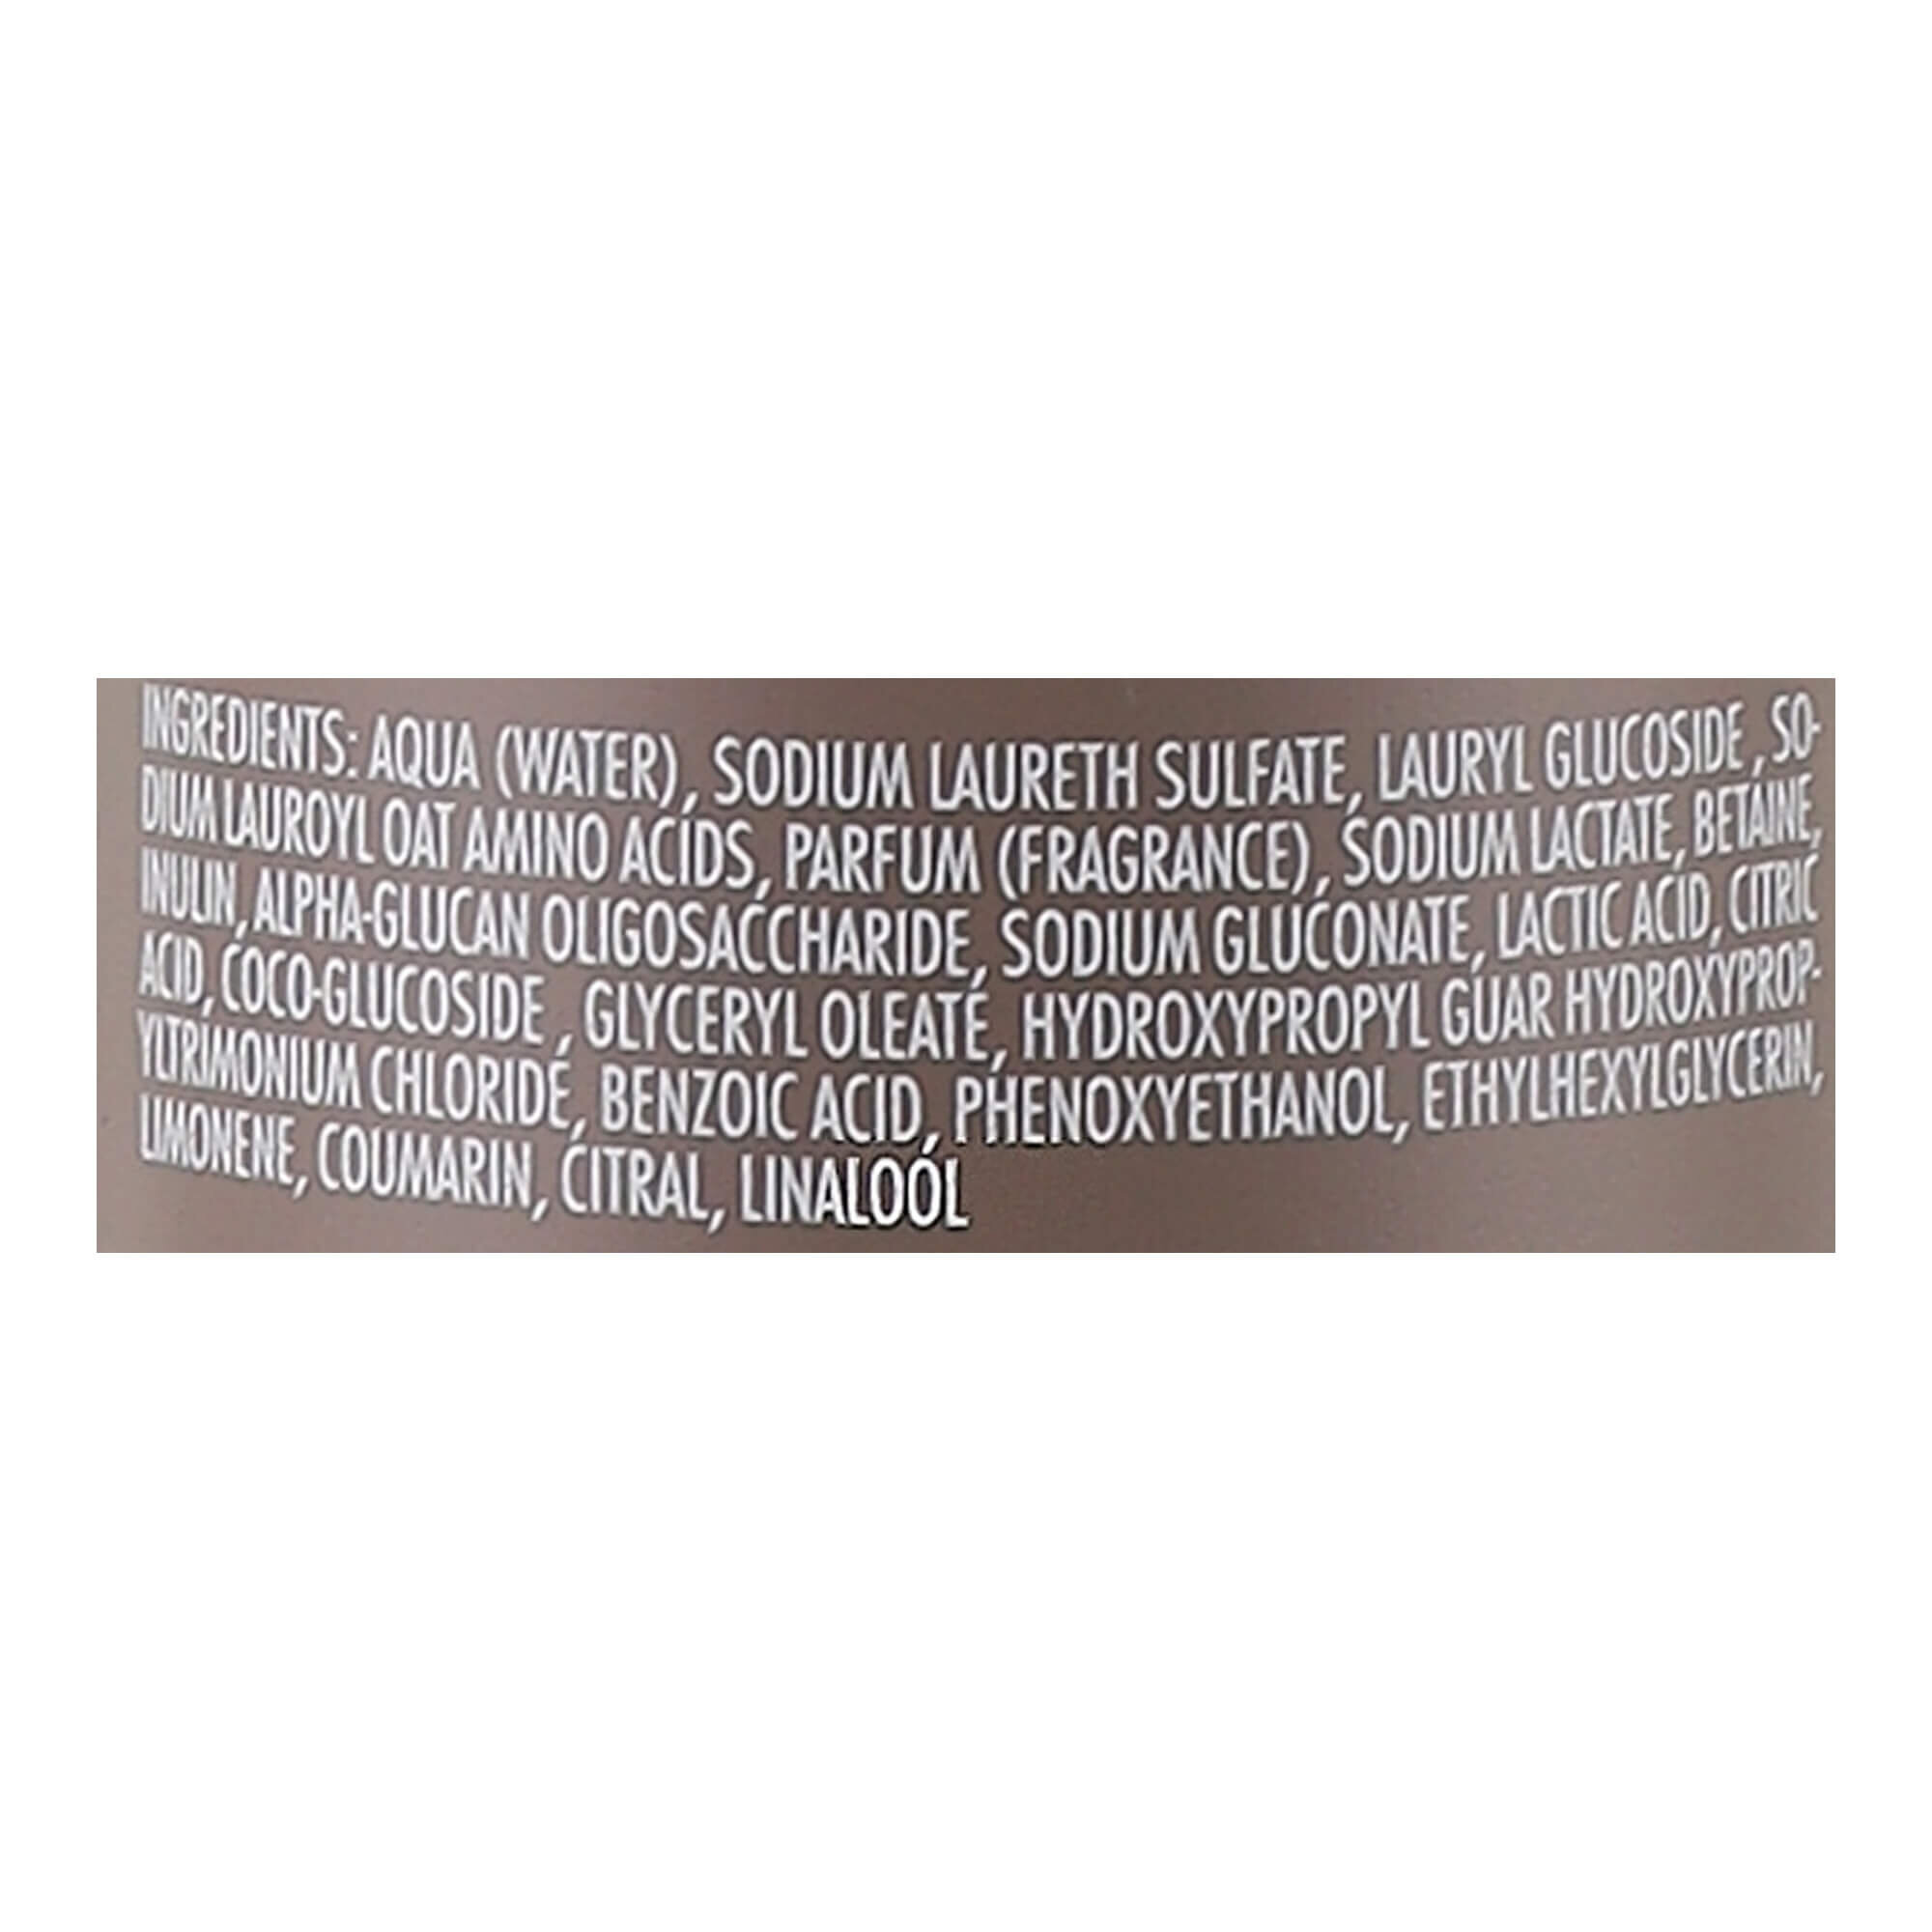 INGREDIENTS: AQUA (WATER), SODIUM LAURETH SULFATE, LAURYL GLUCOSIDE , SO-
DIUM LAUROYL OAT AMINO ACIDS, PARFUM (FRAGRANCE), SODIUM LACTATE, BETAINE,
INULIN, ALPHA-GLUCAN OLIGOSACCHARIDE, SODIUM GLUCONATE, LACTIC ACID, CITRIC
ACID, COCO-GLUCOSIDE , GLYCERYL OLEATE, HYDROXYPROPYL GUAR HYDROXYPROP-
YLTRIMONIUM CHLORIDE, BENZOIC ACID, PHENOXYETHANOL, ETHYLHEXYLGLYCERIN,
LIMONENE, COUMARIN, CITRAL, LINALOOL